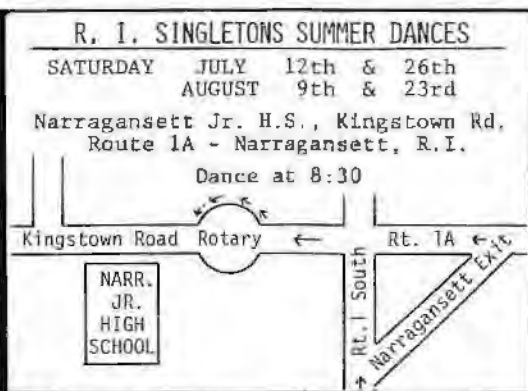 R. I. SINGLETONS SUMMER DANCES
SATURDAY JULY 12th & 26th
AUGUST 9th & 23rd
Narragansett Jr. H.S., Kingstown Rd.
Route 1A - Narragansett, R.I.
Dance at 8:30
Kingstown Road Rotary ← Rt. 1A ←
NARR.
JR.
HIGH
SCHOOL
Rt. 1 South
Narragansett Exit